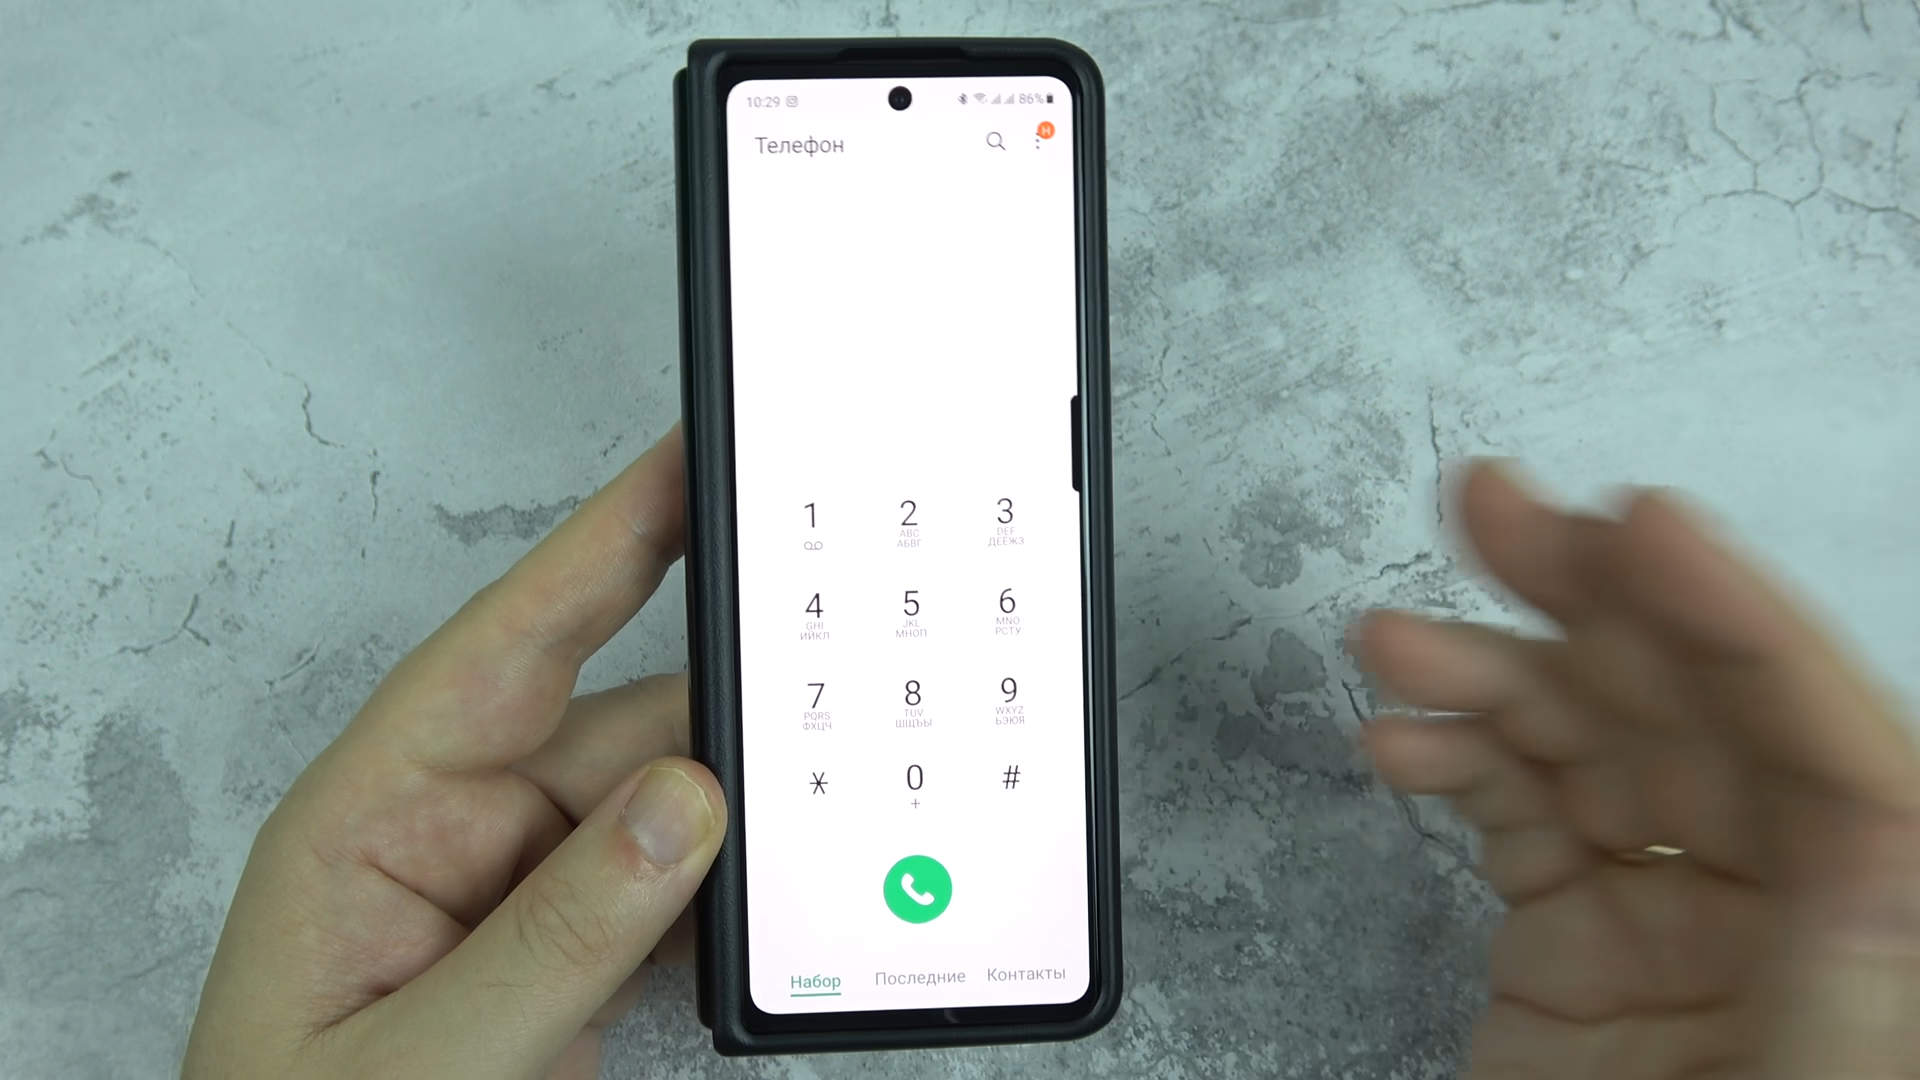 10:29 86%
Телефон
Н
1 2 3
ABC DEF
АБВГ ДЕЁЖЗ
4 5 6
GHI JKL MNO
ИЙКЛ МНОП РСТУ
7 8 9
PQRS TUV WXYZ
ФХЦЧ ШЩЪЫ ЬЭЮЯ
* 0 #
+
Набор Последние Контакты